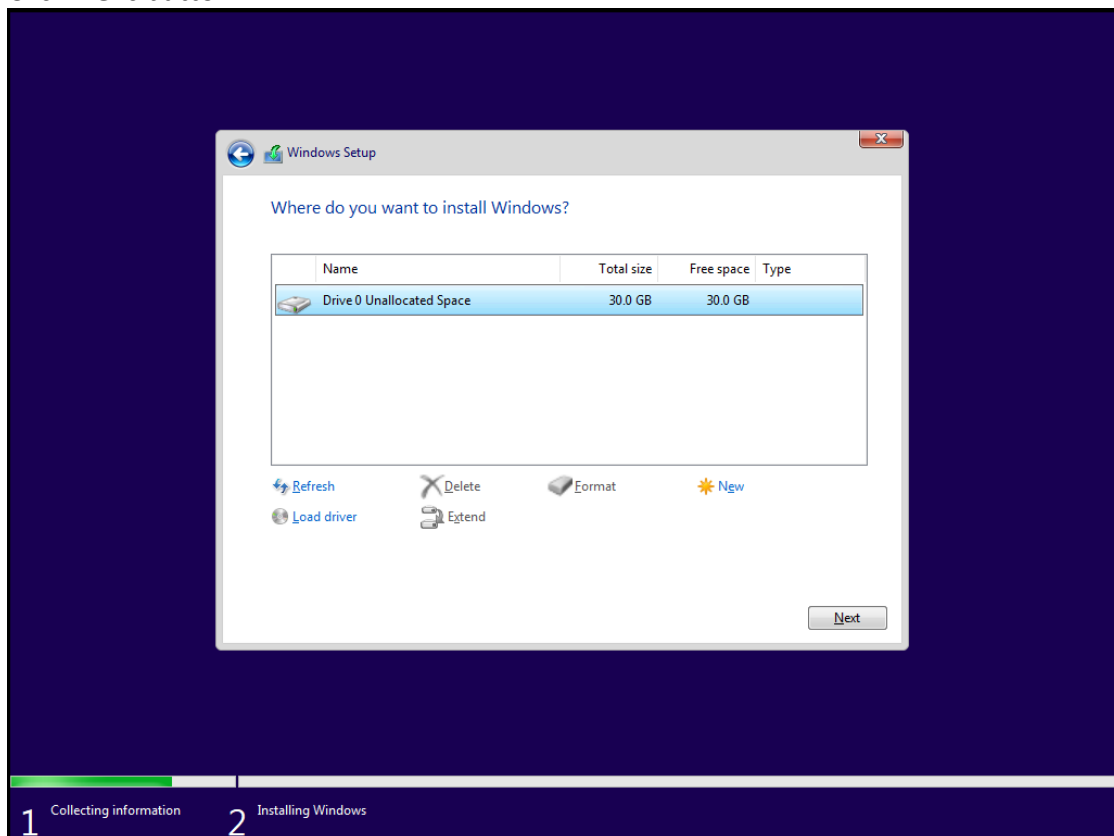 Windows Setup
Where do you want to install Windows?
Name Total size Free space Type
Drive 0 Unallocated Space 30.0 GB 30.0 GB
Refresh Delete Format New
Load driver Extend
Next
1 Collecting information 2 Installing Windows